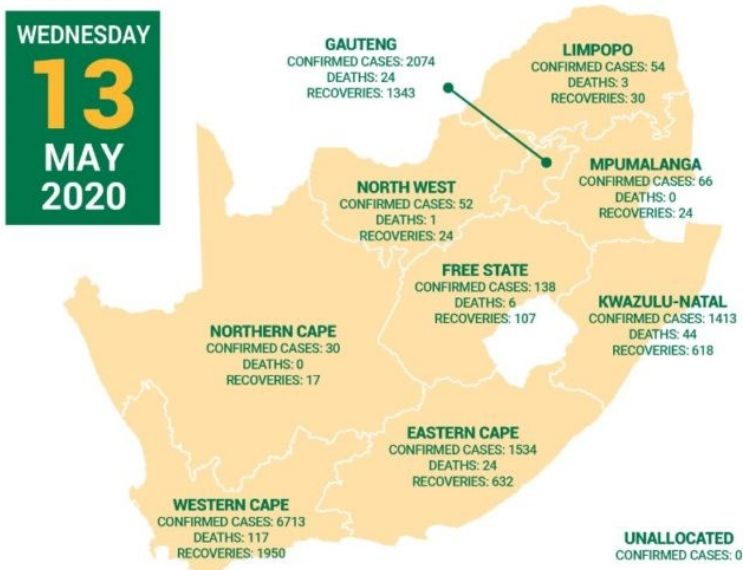 WEDNESDAY
13
MAY
2020
GAUTENG
CONFIRMED CASES: 2074
DEATHS: 24
RECOVERIES: 1343
LIMPOPO
CONFIRMED CASES: 54
DEATHS: 3
RECOVERIES: 30
MPUMALANGA
CONFIRMED CASES: 66
DEATHS: 0
RECOVERIES: 24
NORTH WEST
CONFIRMED CASES: 52
DEATHS: 1
RECOVERIES: 24
FREE STATE
CONFIRMED CASES: 138
DEATHS: 6
RECOVERIES: 107
KWAZULU-NATAL
CONFIRMED CASES: 1413
DEATHS: 44
RECOVERIES: 618
NORTHERN CAPE
CONFIRMED CASES: 30
DEATHS: 0
RECOVERIES: 17
EASTERN CAPE
CONFIRMED CASES: 1534
DEATHS: 24
RECOVERIES: 632
WESTERN CAPE
CONFIRMED CASES: 6713
DEATHS: 117
RECOVERIES: 1950
UNALLOCATED
CONFIRMED CASES: 0